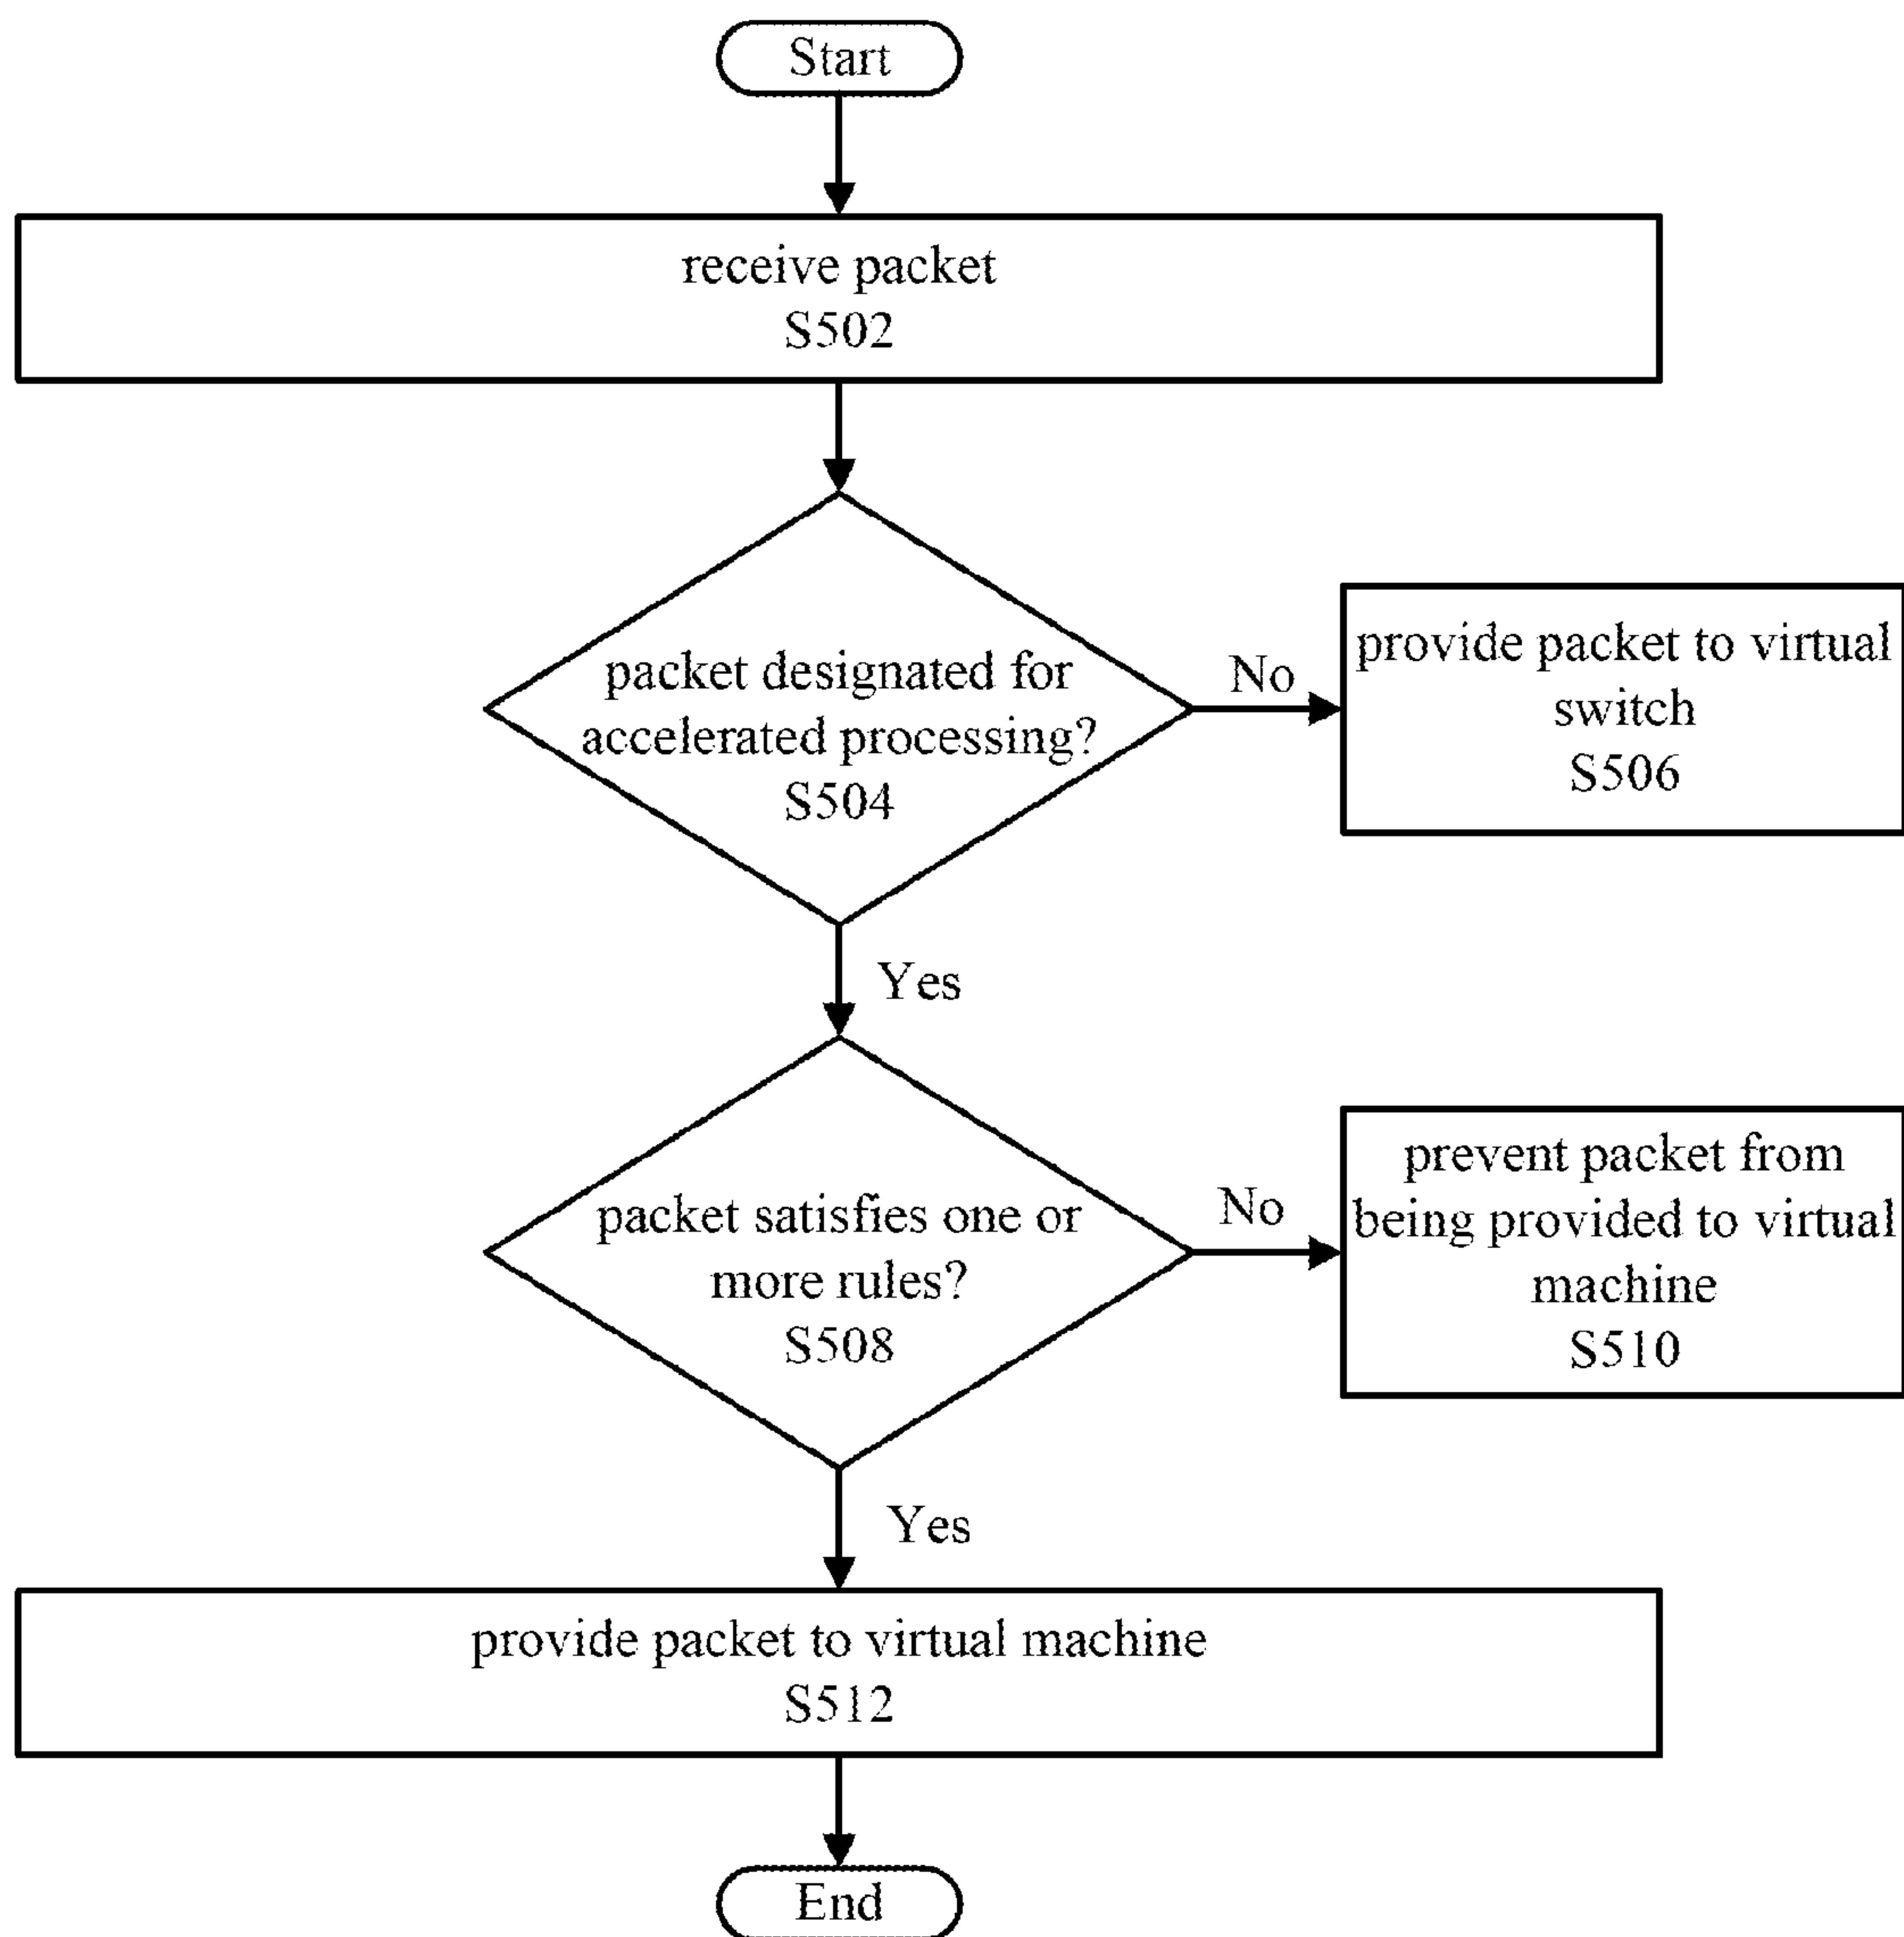 Start
receive packet
S502
packet designated for
accelerated processing?
S504
No
provide packet to virtual
switch
S506
Yes
packet satisfies one or
more rules?
S508
No
prevent packet from
being provided to virtual
machine
S510
Yes
provide packet to virtual machine
S512
End